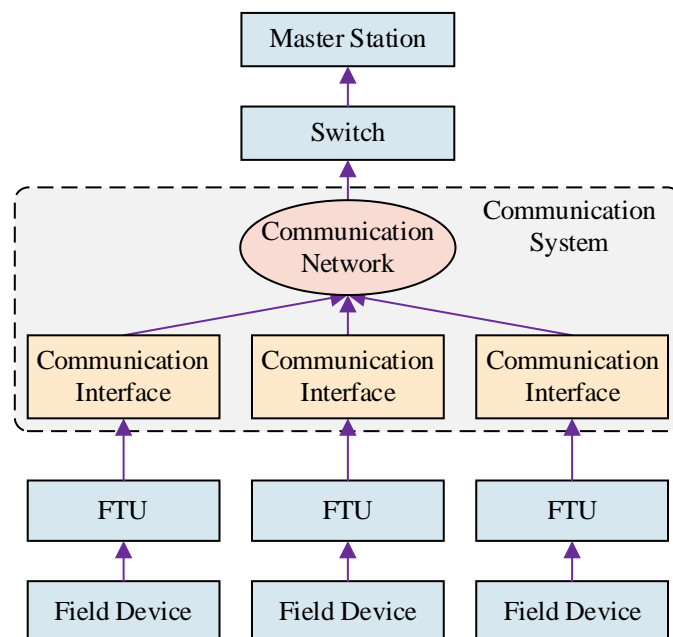 Master Station
Switch
Communication
System
Communication
Network
Communication
Interface
Communication
Interface
Communication
Interface
FTU
FTU
FTU
Field Device
Field Device
Field Device